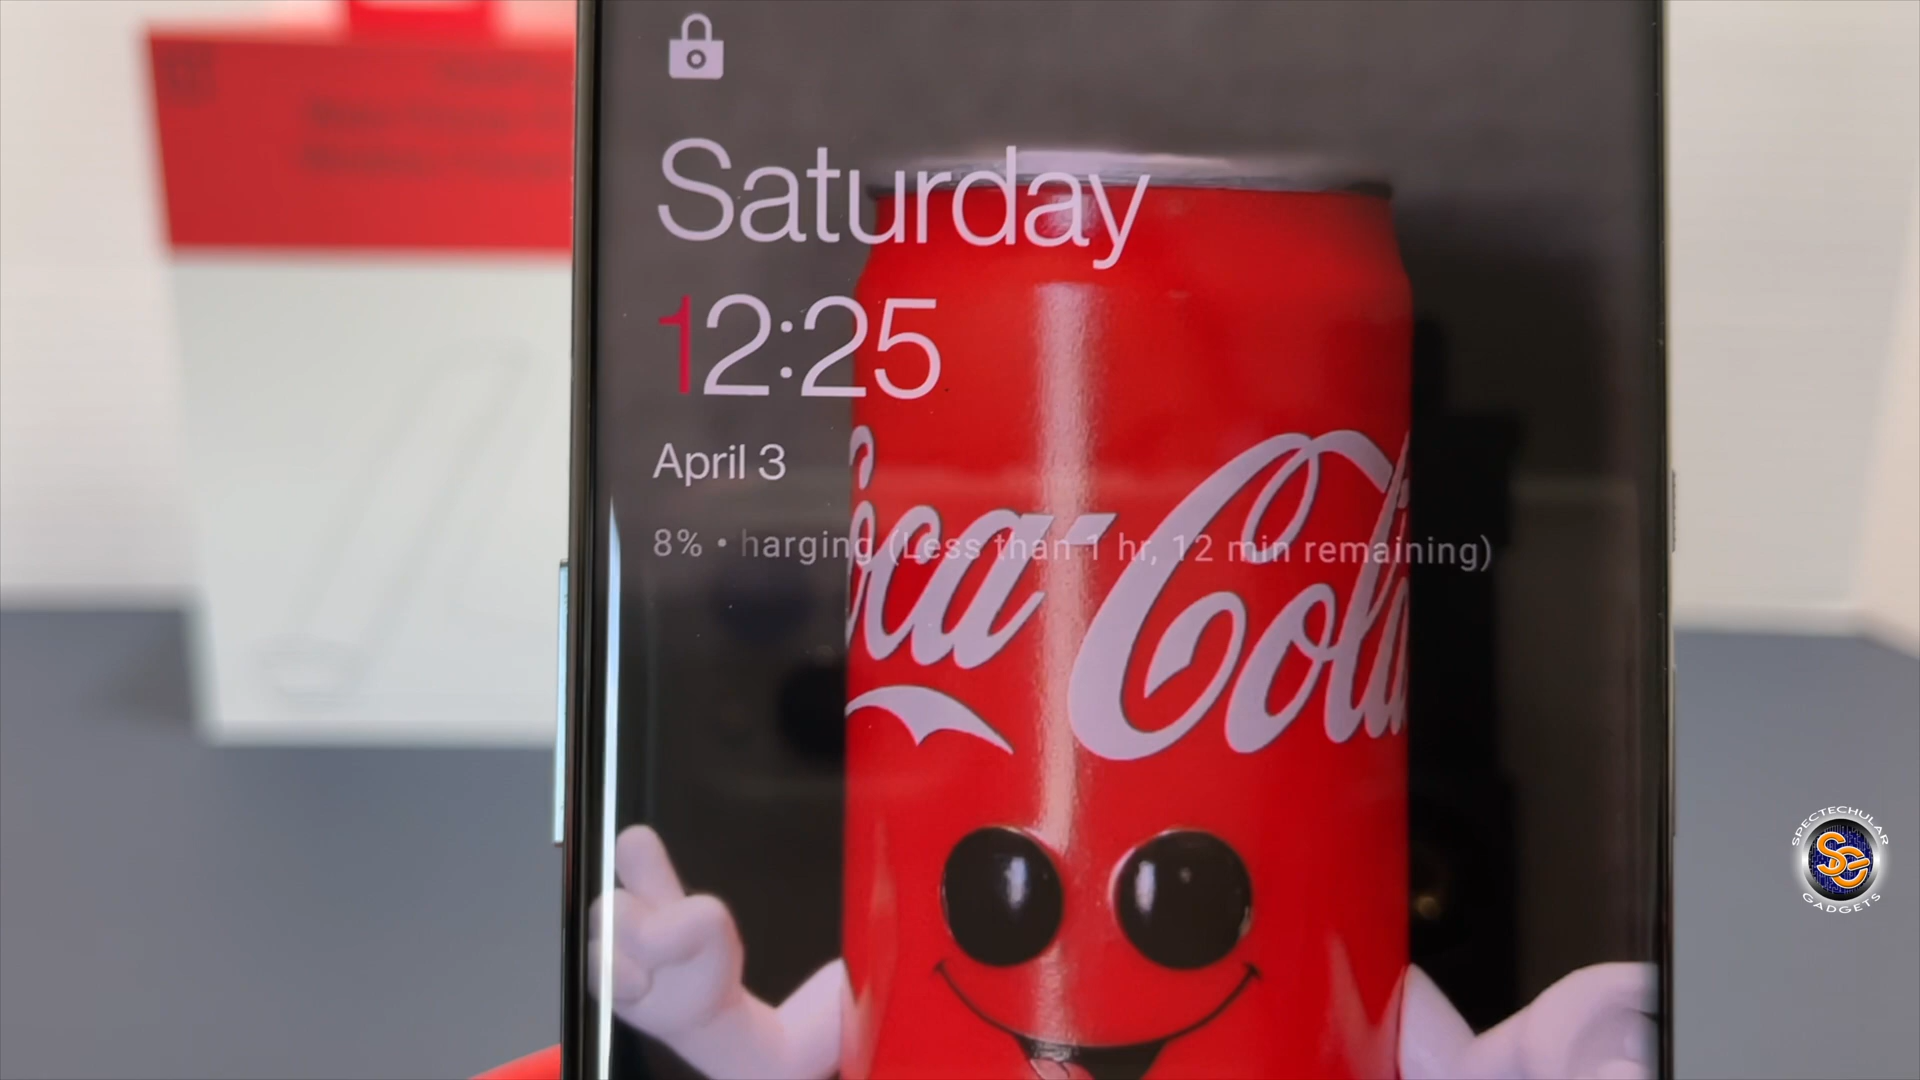 Saturday
12:25
April 3
8% • harging (Less than 1 hr, 12 min remaining)
Coca-Cola
SPECTECHULAR
SG
GADGETS